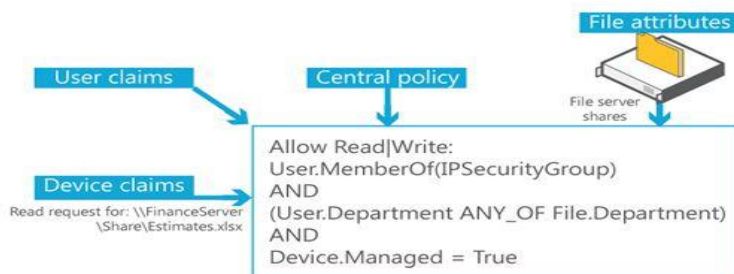 File attributes
User claims
Central policy
File server
shares
Device claims
Read request for: \\FinanceServer
\Share\Estimates.xlsx
Allow Read|Write:
User.MemberOf(IPSecurityGroup)
AND
(User.Department ANY_OF File.Department)
AND
Device.Managed = True